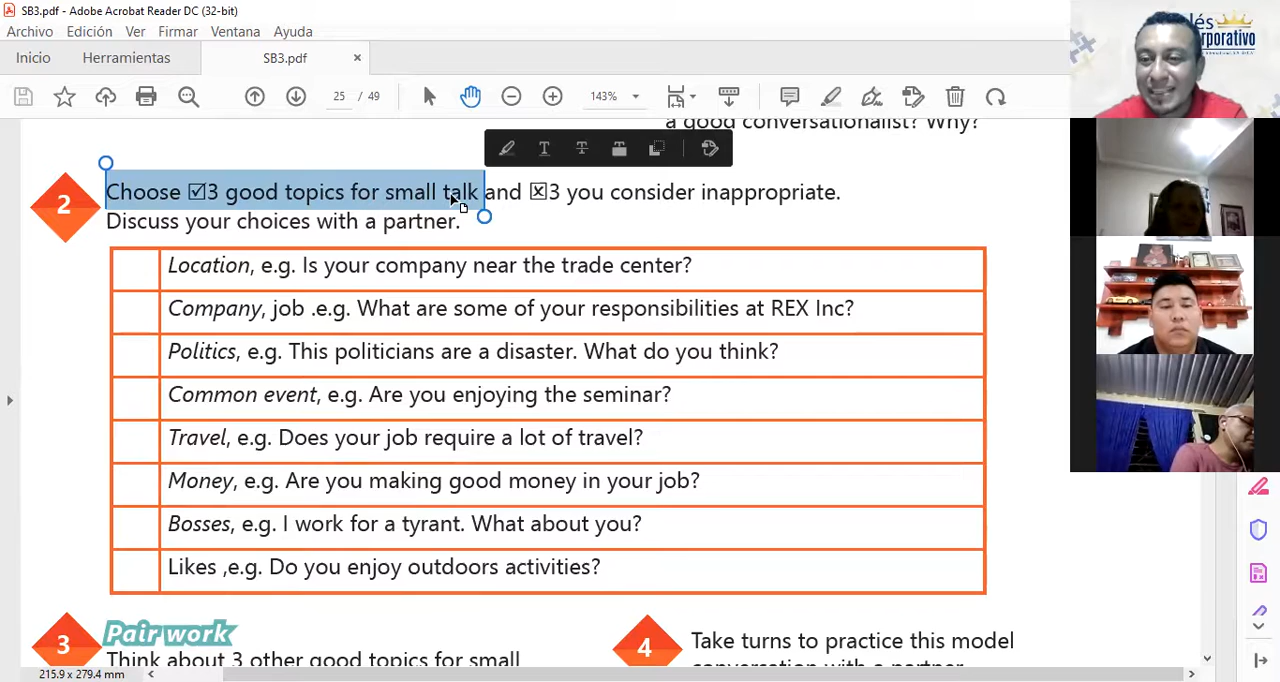 SB3.pdf - Adobe Acrobat Reader DC (32-bit)
Archivo Edición Ver Firmar Ventana Ayuda
Inicio Herramientas SB3.pdf ×
25 / 49 143%
a good conversationalist? Why?
2
Choose ☑3 good topics for small talk and ☒3 you consider inappropriate.
Discuss your choices with a partner.
Location, e.g. Is your company near the trade center?
Company, job .e.g. What are some of your responsibilities at REX Inc?
Politics, e.g. This politicians are a disaster. What do you think?
Common event, e.g. Are you enjoying the seminar?
Travel, e.g. Does your job require a lot of travel?
Money, e.g. Are you making good money in your job?
Bosses, e.g. I work for a tyrant. What about you?
Likes ,e.g. Do you enjoy outdoors activities?
3 Pair work
Think about 3 other good topics for small
4 Take turns to practice this model
conversation with a partner
215.9 x 279.4 mm
lés
rporativo